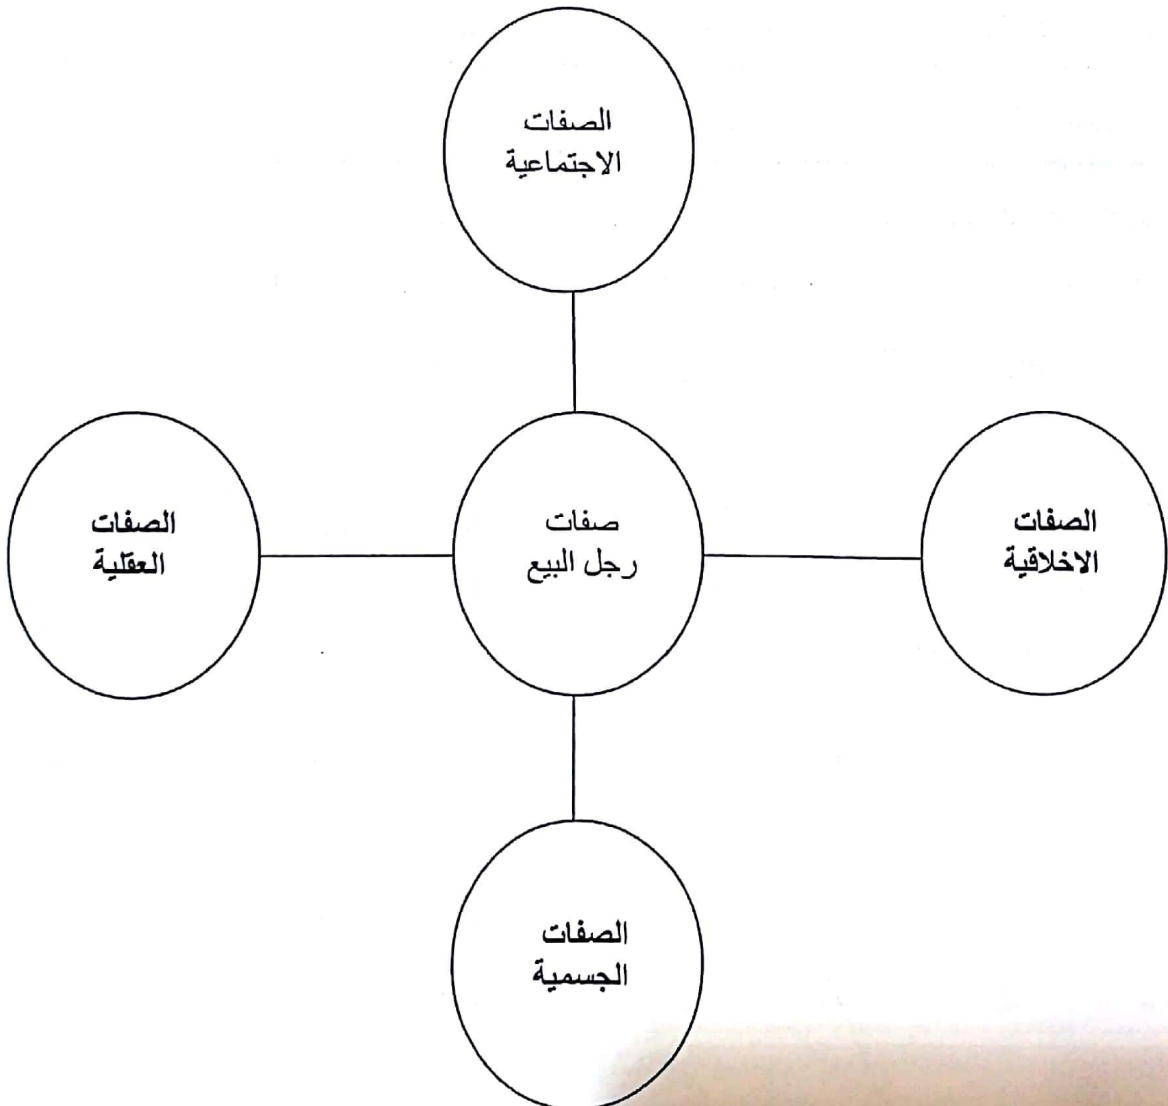 الصفات
الاجتماعية
الصفات
الاخلاقية
صفات
رجل البيع
الصفات
العقلية
الصفات
الجسمية